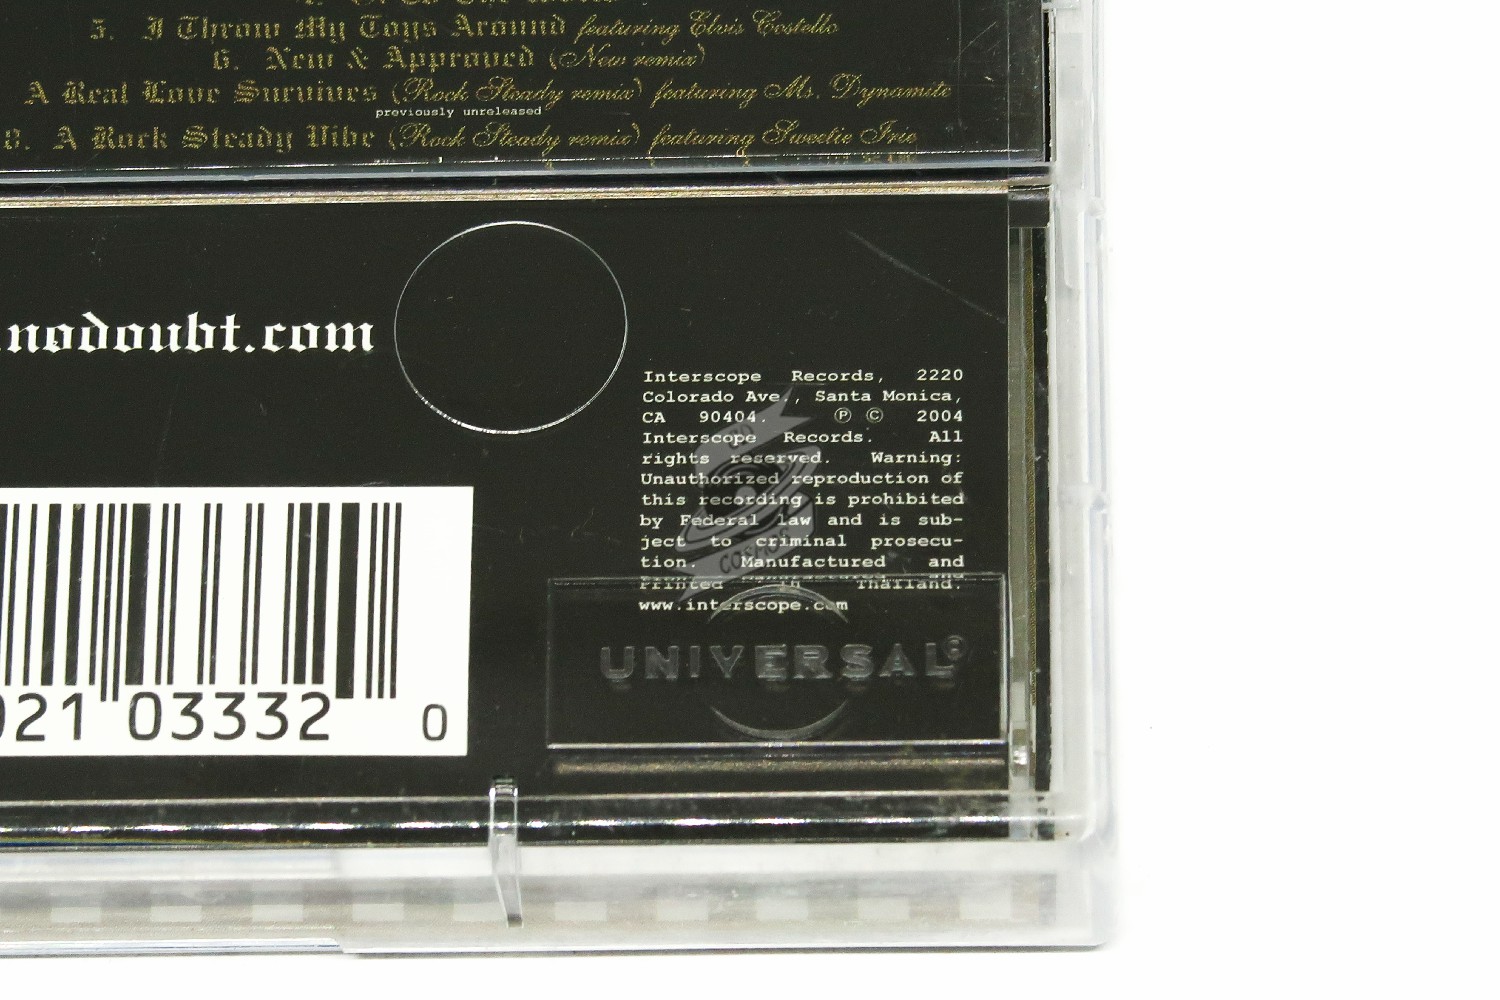 5. I Throw My Toys Around featuring Elvis Costello
6. New & Approved (New remix)
A Real Love Survives (Rock Steady remix) featuring Ms. Dynamite
previously unreleased
8. A Rock Steady Vibe (Rock Steady remix) featuring Sweetie Irie
.nodoubt.com
Interscope Records, 2220
Colorado Ave., Santa Monica,
CA 90404. ℗ © 2004
Interscope Records. All
rights reserved. Warning:
Unauthorized reproduction of
this recording is prohibited
by Federal law and is sub-
ject to criminal prosecu-
tion. Manufactured and
Printed in Thailand.
www.interscope.com
UNIVERSAL
021 03332 0